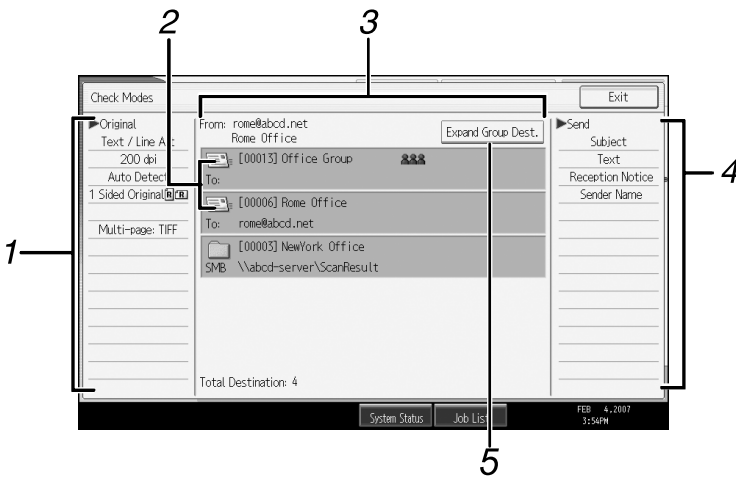 2
3
Check Modes
Exit
Original
Text / Line Art
200 dpi
Auto Detect
1 Sided Original R R
Multi-page: TIFF
From: rome@abcd.net
Rome Office
Expand Group Dest.
[00013] Office Group
To:
[00006] Rome Office
To: rome@abcd.net
[00003] NewYork Office
SMB \\abcd-server\ScanResult
Total Destination: 4
Send
Subject
Text
Reception Notice
Sender Name
1
4
System Status
Job List
FEB 4,2007
3:54PM
5